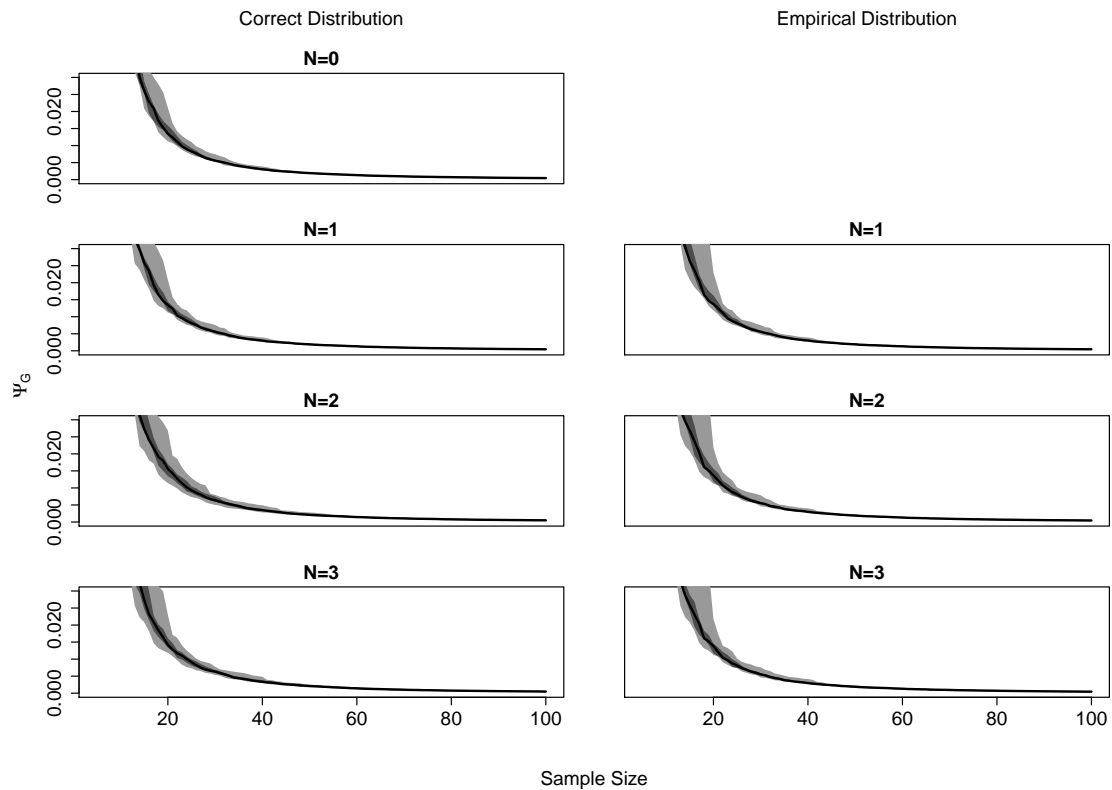 Correct Distribution
Empirical Distribution
N=0
0.020
0.000
N=1
N=1
0.020
0.000
Ψ_G
N=2
N=2
0.020
0.000
N=3
N=3
0.020
0.000
20 40 60 80 100
20 40 60 80 100
Sample Size